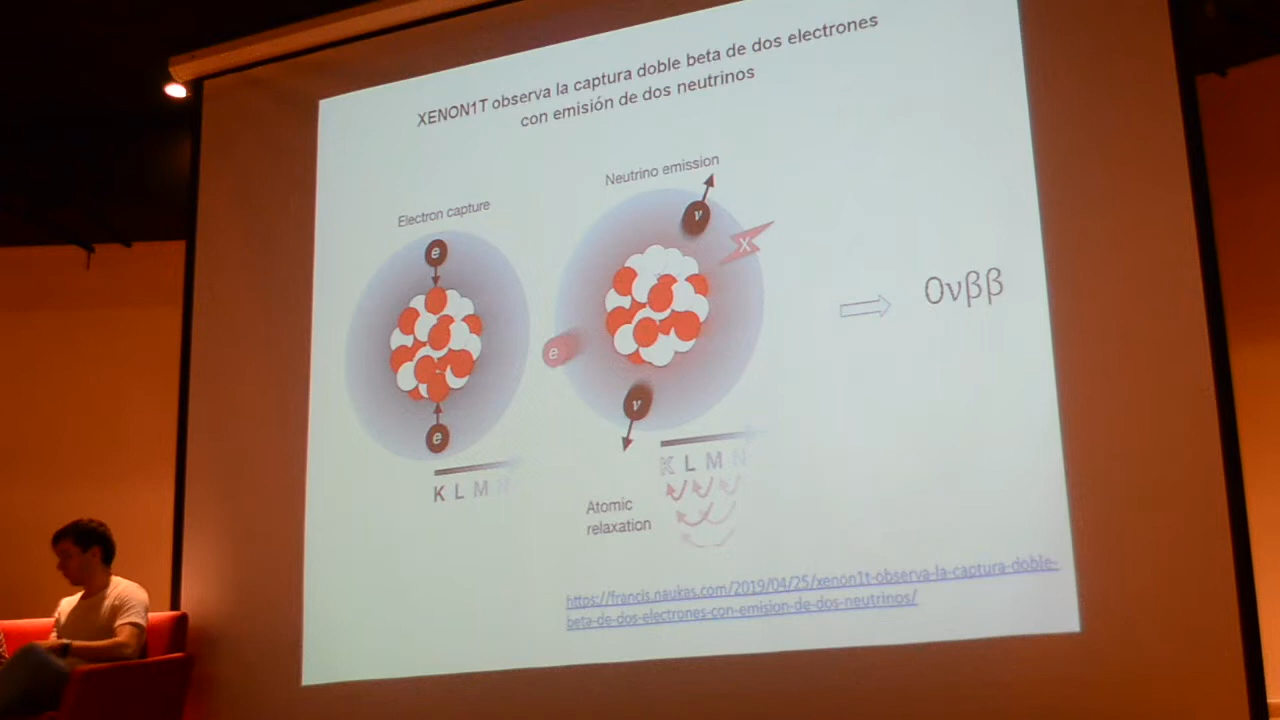 XENON1T observa la captura doble beta de dos electrones
con emisión de dos neutrinos
Electron capture
e
e
K L M N
Neutrino emission
ν
X
e
ν
K L M N
Atomic
relaxation
0νββ
https://francis.naukas.com/2019/04/25/xenon1t-observa-la-captura-doble-
beta-de-dos-electrones-con-emision-de-dos-neutrinos/